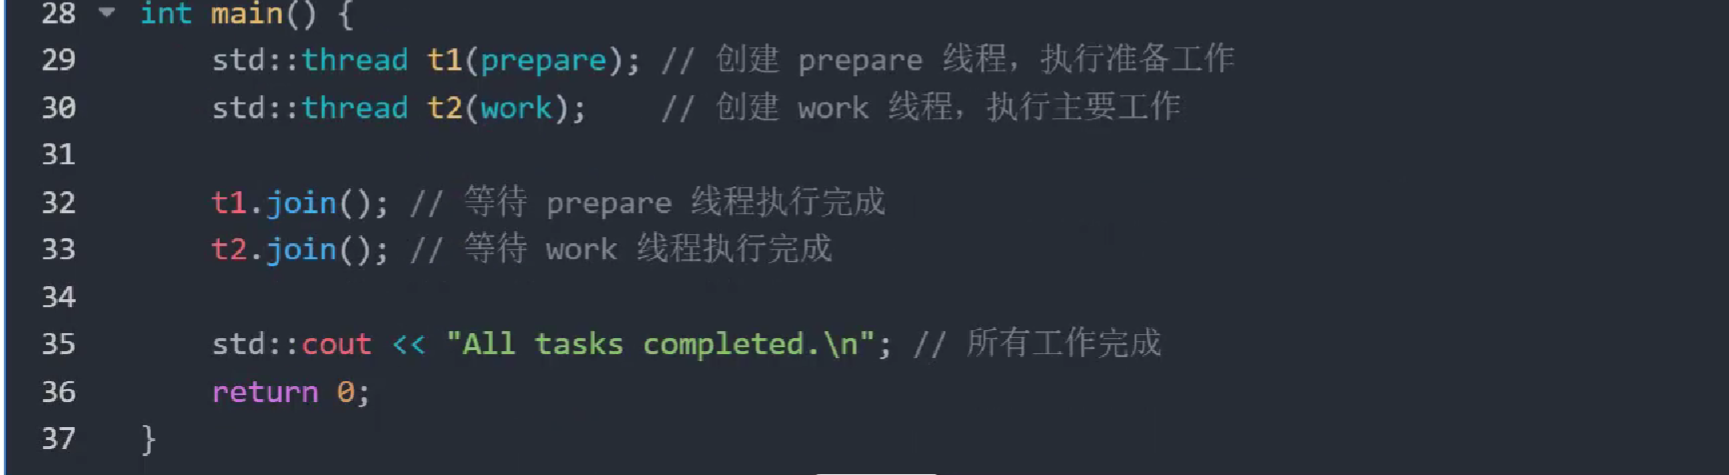 28 int main() {
29 std::thread t1(prepare); // 创建 prepare 线程，执行准备工作
30 std::thread t2(work); // 创建 work 线程，执行主要工作
31
32 t1.join(); // 等待 prepare 线程执行完成
33 t2.join(); // 等待 work 线程执行完成
34
35 std::cout << "All tasks completed.\n"; // 所有工作完成
36 return 0;
37 }